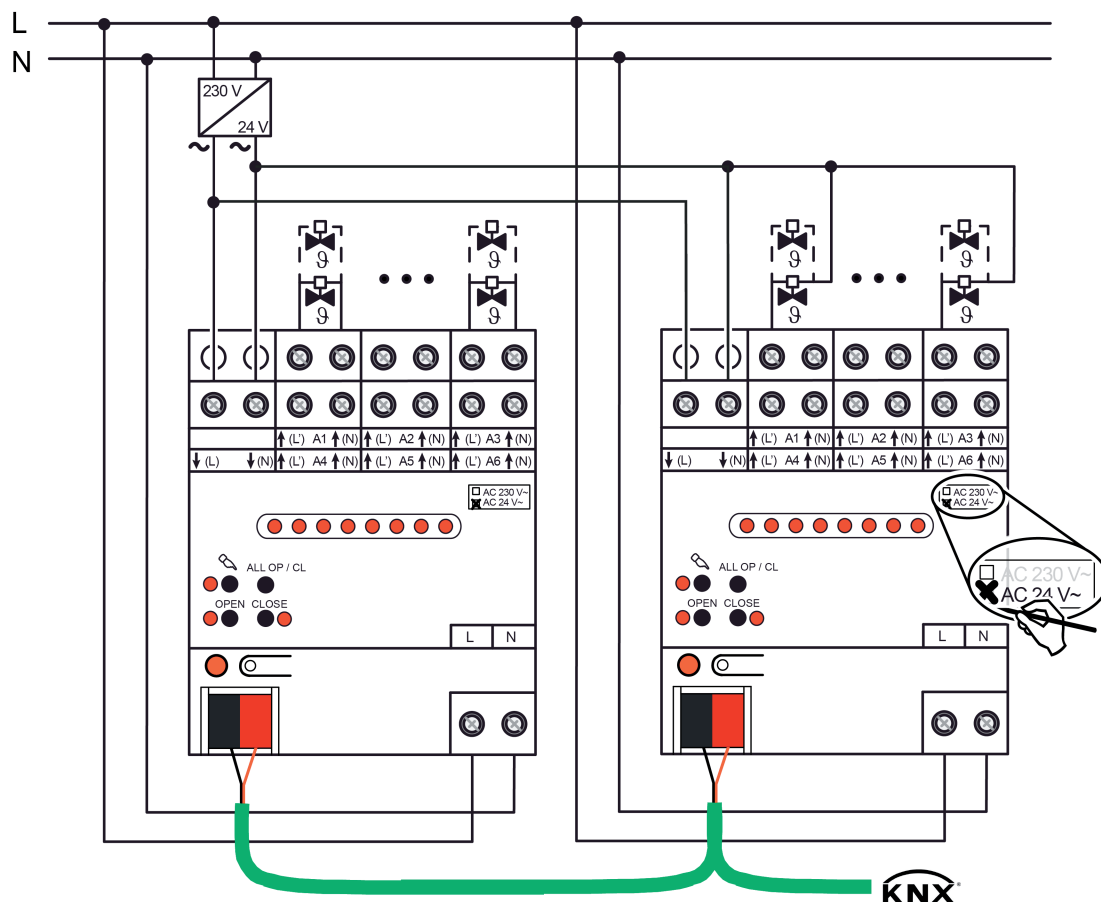 L
N
230 V
24 V
~ ~
ϑ ϑ ϑ ϑ
ϑ ϑ ϑ ϑ
(L') A1 (N) (L') A2 (N) (L') A3 (N)
(L) (N) (L') A4 (N) (L') A5 (N) (L') A6 (N)
AC 230 V~
AC 24 V~
ALL OP / CL
OPEN CLOSE
L N
(L') A1 (N) (L') A2 (N) (L') A3 (N)
(L) (N) (L') A4 (N) (L') A5 (N) (L') A6 (N)
AC 230 V~
AC 24 V~
AC 230 V~
AC 24 V~
ALL OP / CL
OPEN CLOSE
L N
KNX®